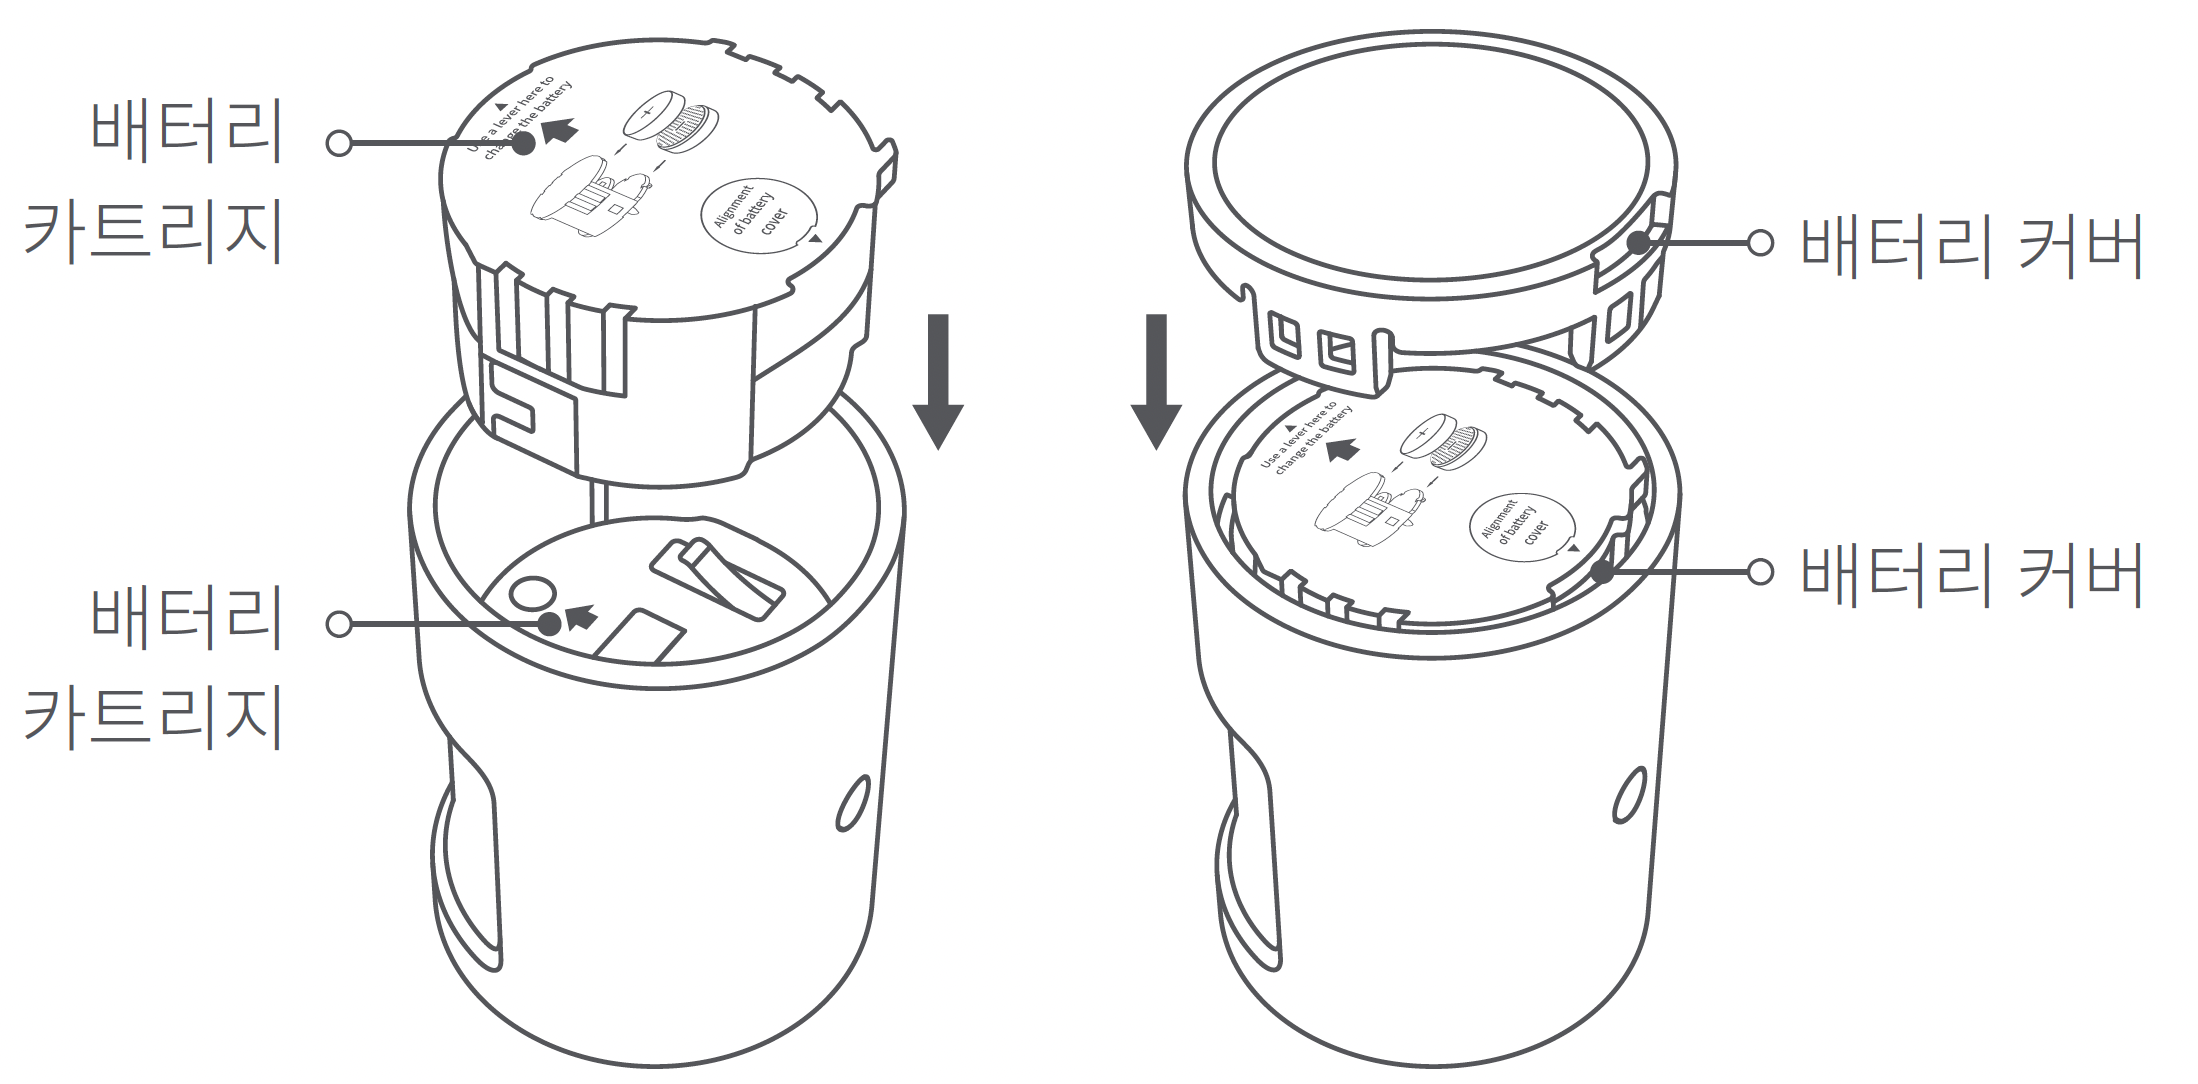 배터리
카트리지
Use a lever here to
change the battery
+
Alignment
of battery
cover
배터리
카트리지
배터리 커버
Use a lever here to
change the battery
+
Alignment
of battery
cover
배터리 커버